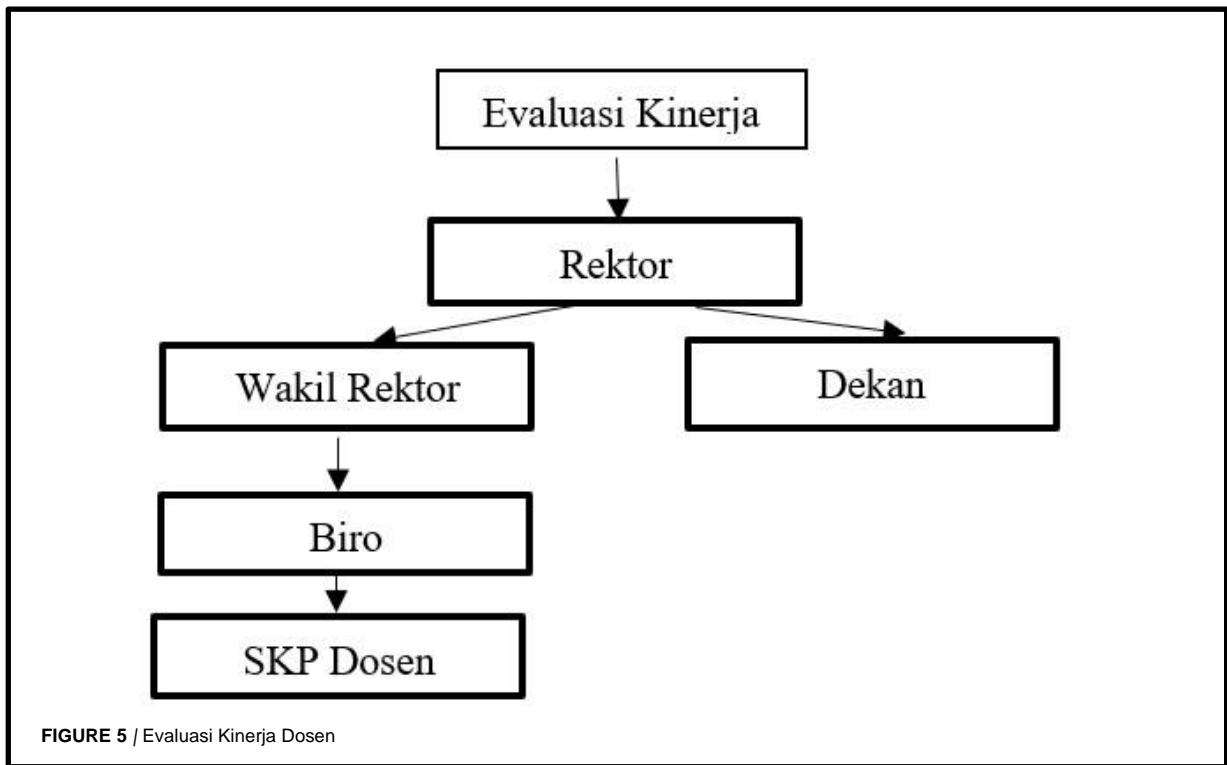 Evaluasi Kinerja
Rektor
Wakil Rektor
Dekan
Biro
SKP Dosen
FIGURE 5 | Evaluasi Kinerja Dosen